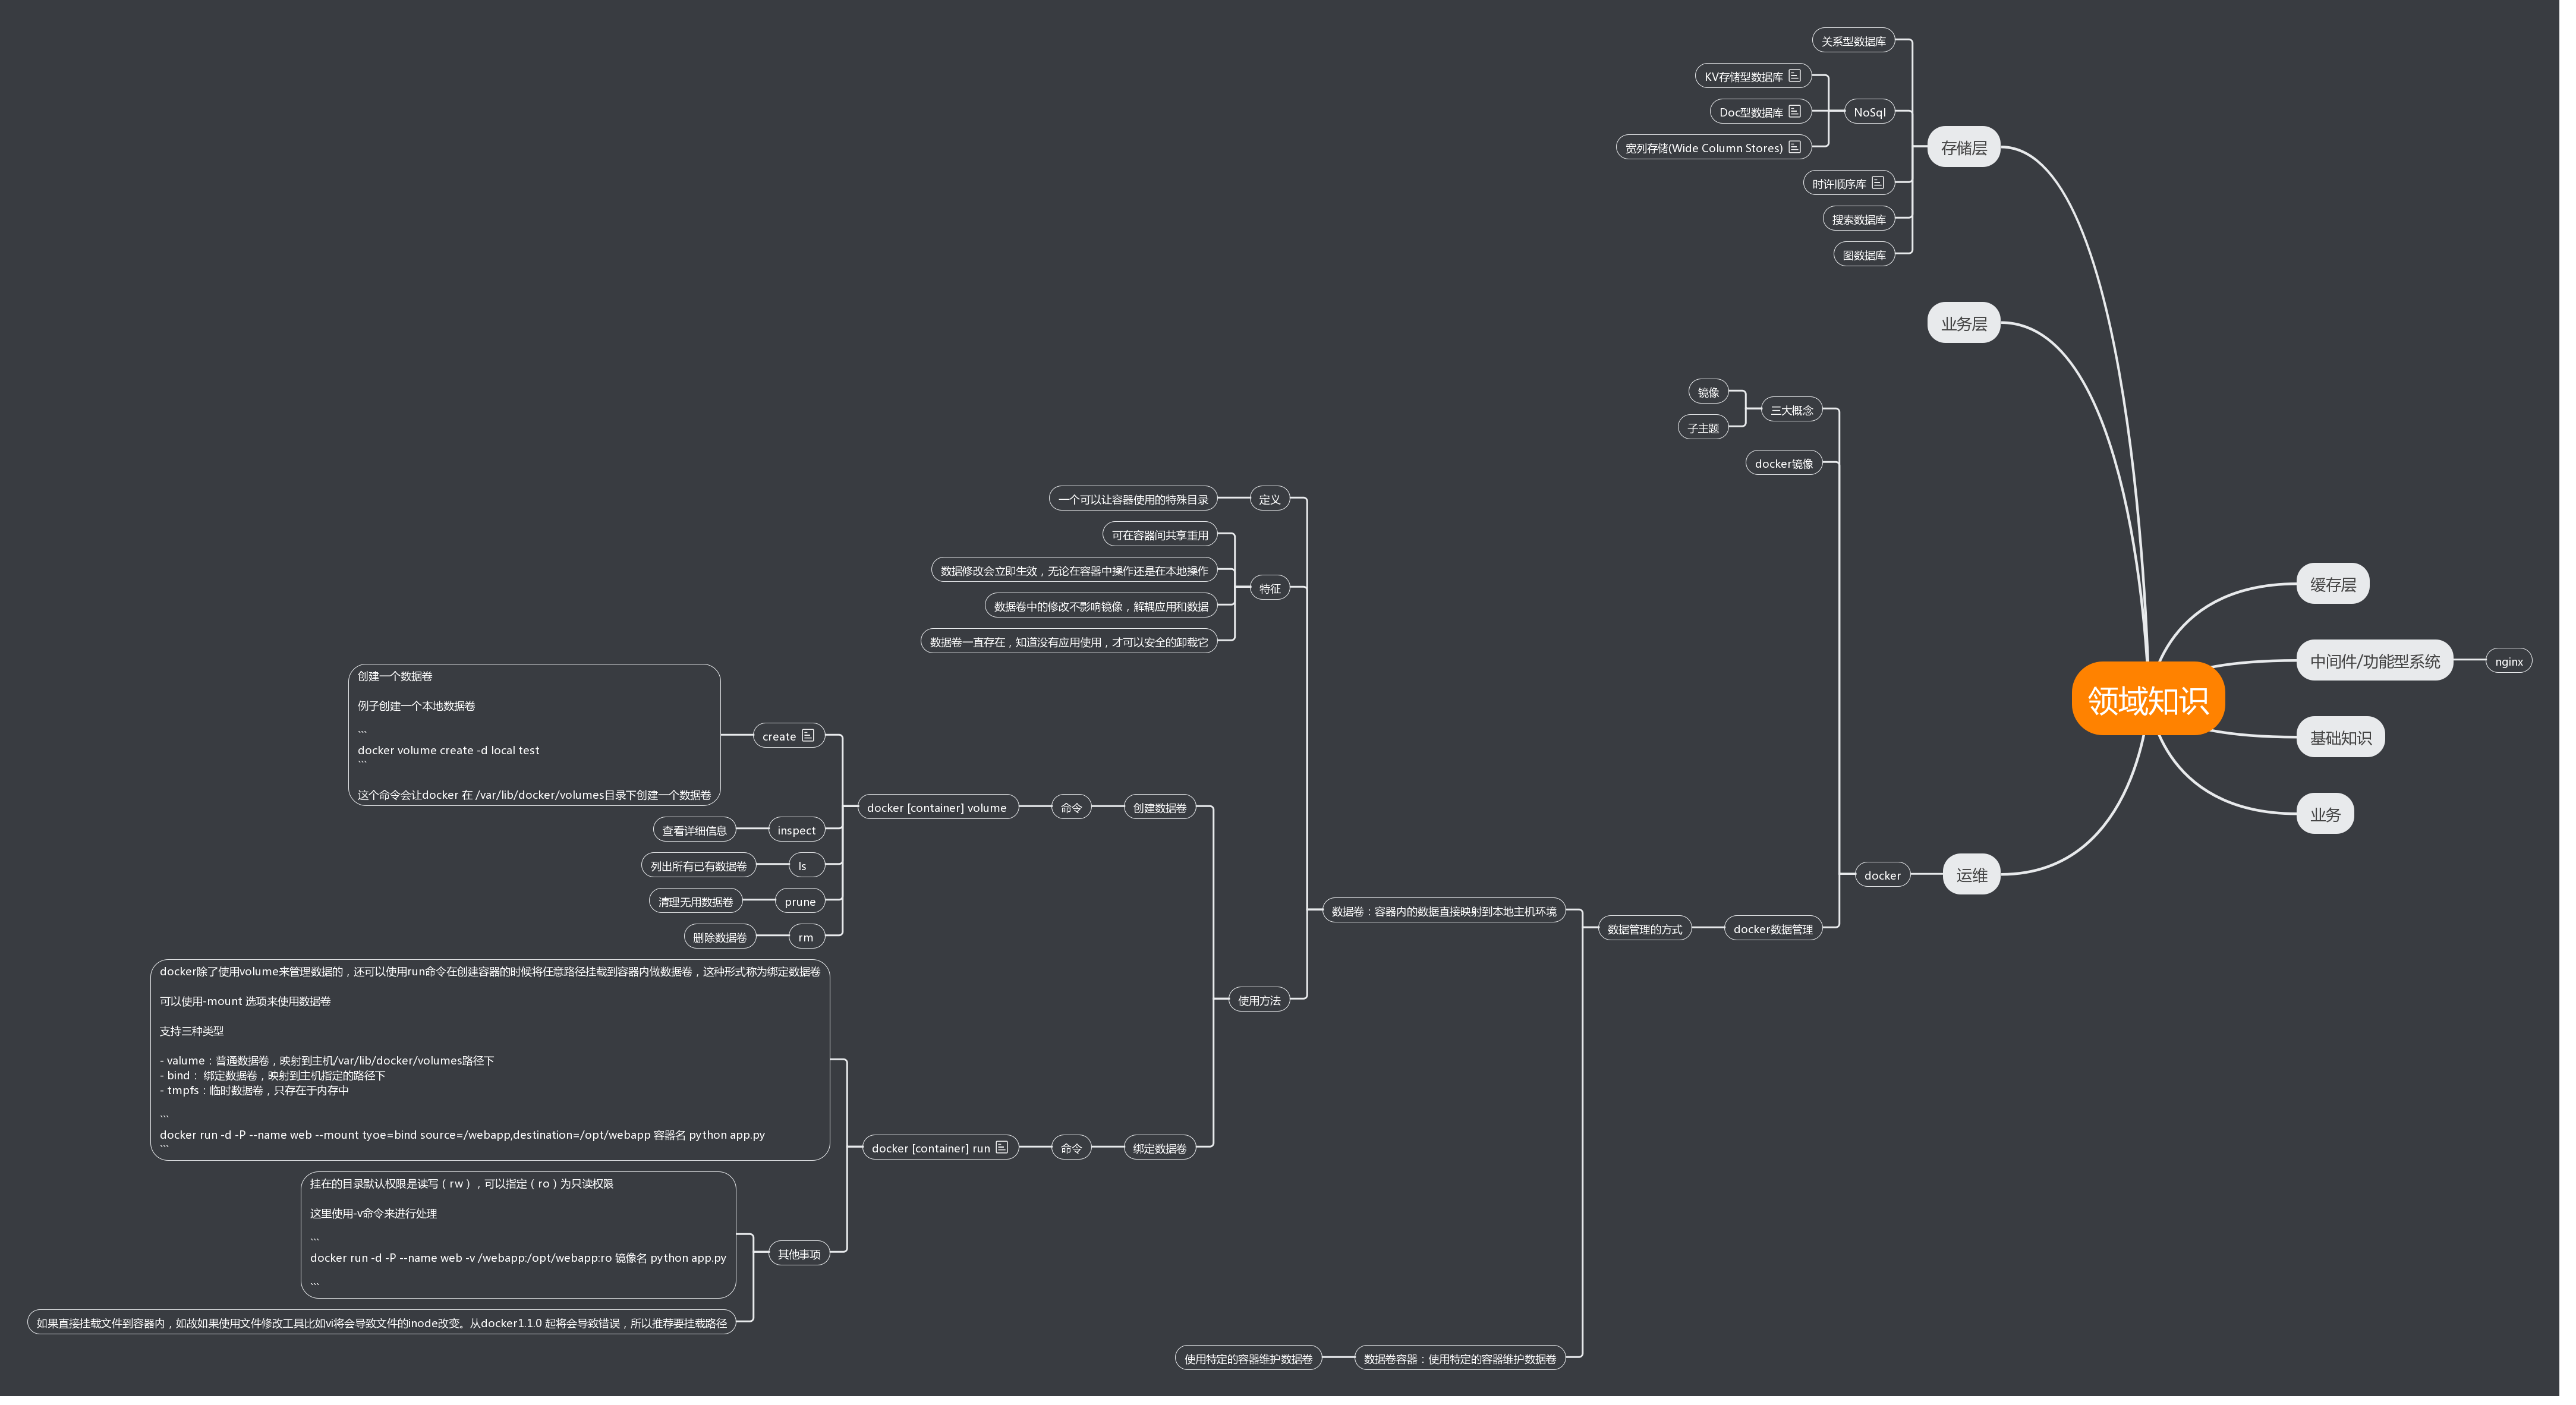 领域知识
缓存层
中间件/功能型系统
nginx
基础知识
业务
存储层
关系型数据库
NoSql
KV存储型数据库
Doc型数据库
宽列存储(Wide Column Stores)
时许顺序库
搜索数据库
图数据库
业务层
运维
docker
三大概念
镜像
子主题
docker镜像
docker数据管理
数据管理的方式
数据卷：容器内的数据直接映射到本地主机环境
定义
一个可以让容器使用的特殊目录
特征
可在容器间共享重用
数据修改会立即生效，无论在容器中操作还是在本地操作
数据卷中的修改不影响镜像，解耦应用和数据
数据卷一直存在，知道没有应用使用，才可以安全的卸载它
使用方法
创建数据卷
命令
docker [container] volume
create
创建一个数据卷
例子创建一个本地数据卷
```
docker volume create -d local test
```
这个命令会让docker 在 /var/lib/docker/volumes目录下创建一个数据卷
inspect
查看详细信息
ls
列出所有已有数据卷
prune
清理无用数据卷
rm
删除数据卷
绑定数据卷
命令
docker [container] run
docker除了使用volume来管理数据的，还可以使用run命令在创建容器的时候将任意路径挂载到容器内做数据卷，这种形式称为绑定数据卷
可以使用-mount 选项来使用数据卷
支持三种类型
- valume：普通数据卷，映射到主机/var/lib/docker/volumes路径下
- bind： 绑定数据卷，映射到主机指定的路径下
- tmpfs：临时数据卷，只存在于内存中
```
docker run -d -P --name web --mount tyoe=bind source=/webapp,destination=/opt/webapp 容器名 python app.py
```
其他事项
挂在的目录默认权限是读写（rw），可以指定（ro）为只读权限
这里使用-v命令来进行处理
```
docker run -d -P --name web -v /webapp:/opt/webapp:ro 镜像名 python app.py
```
如果直接挂载文件到容器内，如故如果使用文件修改工具比如vi将会导致文件的inode改变。从docker1.1.0 起将会导致错误，所以推荐要挂载路径
数据卷容器：使用特定的容器维护数据卷
使用特定的容器维护数据卷